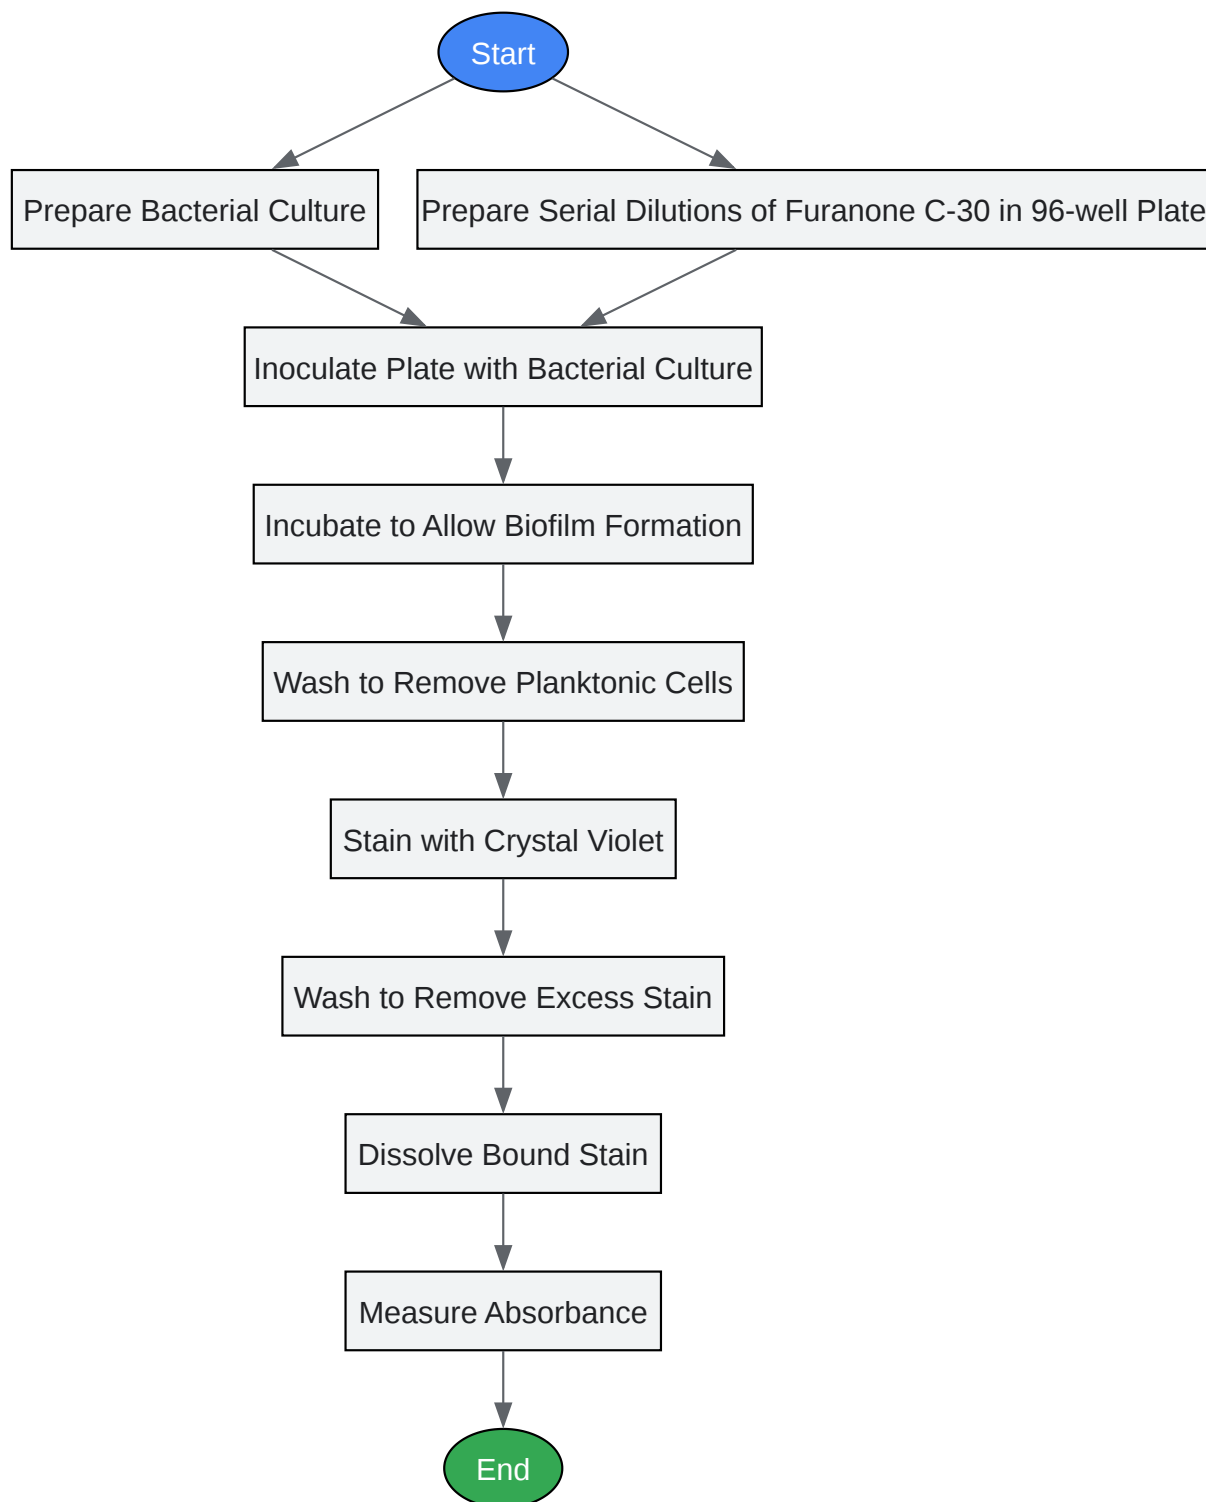 Start
Prepare Bacterial Culture
Prepare Serial Dilutions of Furanone C-30 in 96-well Plate
Inoculate Plate with Bacterial Culture
Incubate to Allow Biofilm Formation
Wash to Remove Planktonic Cells
Stain with Crystal Violet
Wash to Remove Excess Stain
Dissolve Bound Stain
Measure Absorbance
End